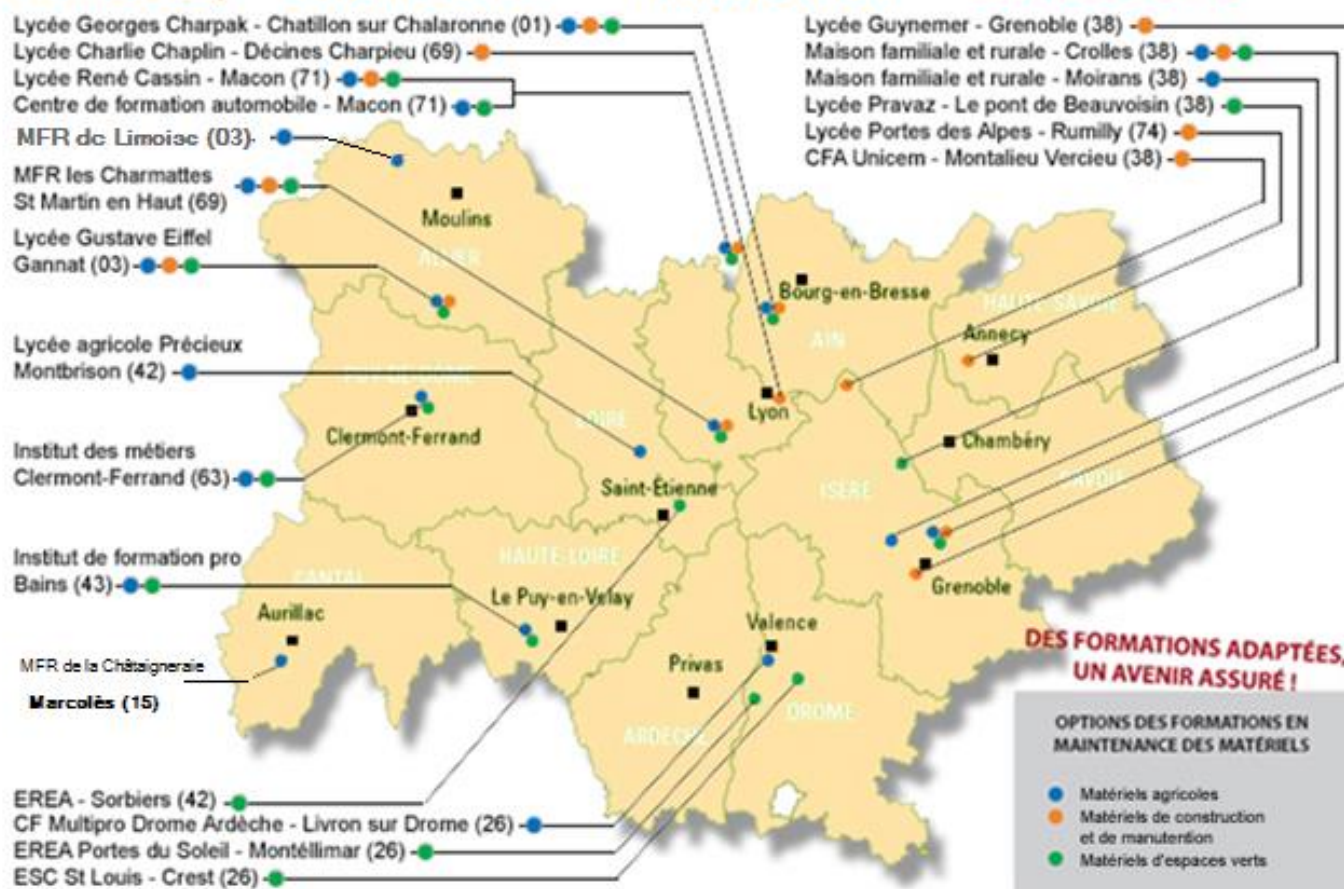 Lycée Georges Charpak - Chatillon sur Chalaronne (01)
Lycée Charlie Chaplin - Décines Charpieu (69)
Lycée René Cassin - Macon (71)
Centre de formation automobile - Macon (71)
MFR de Limoise (03)
MFR les Charmattes
St Martin en Haut (69)
Lycée Gustave Eiffel
Gannat (03)
Lycée agricole Précieux
Montbrison (42)
Institut des métiers
Clermont-Ferrand (63)
Institut de formation pro
Bains (43)
MFR de la Châtaigneraie
Marcolès (15)
EREA - Sorbiers (42)
CF Multipro Drome Ardèche - Livron sur Drome (26)
EREA Portes du Soleil - Montéllimar (26)
ESC St Louis - Crest (26)
Lycée Guynemer - Grenoble (38)
Maison familiale et rurale - Crolles (38)
Maison familiale et rurale - Moirans (38)
Lycée Pravaz - Le pont de Beauvoisin (38)
Lycée Portes des Alpes - Rumilly (74)
CFA Unicem - Montalieu Vercieu (38)
Moulins
ALLIER
Bourg-en-Bresse
HAUTE-SAVOIE
AIN
Annecy
PUY-DE-DOME
Lyon
LOIRE
Clermont-Ferrand
Chambéry
SAVOIE
Saint-Étienne
ISERE
HAUTE-LOIRE
CANTAL
Grenoble
Le Puy-en-Velay
Aurillac
Valence
Privas
DROME
ARDECHE
DES FORMATIONS ADAPTÉES,
UN AVENIR ASSURÉ !
OPTIONS DES FORMATIONS EN
MAINTENANCE DES MATÉRIELS
Matériels agricoles
Matériels de construction
et de manutention
Matériels d'espaces verts